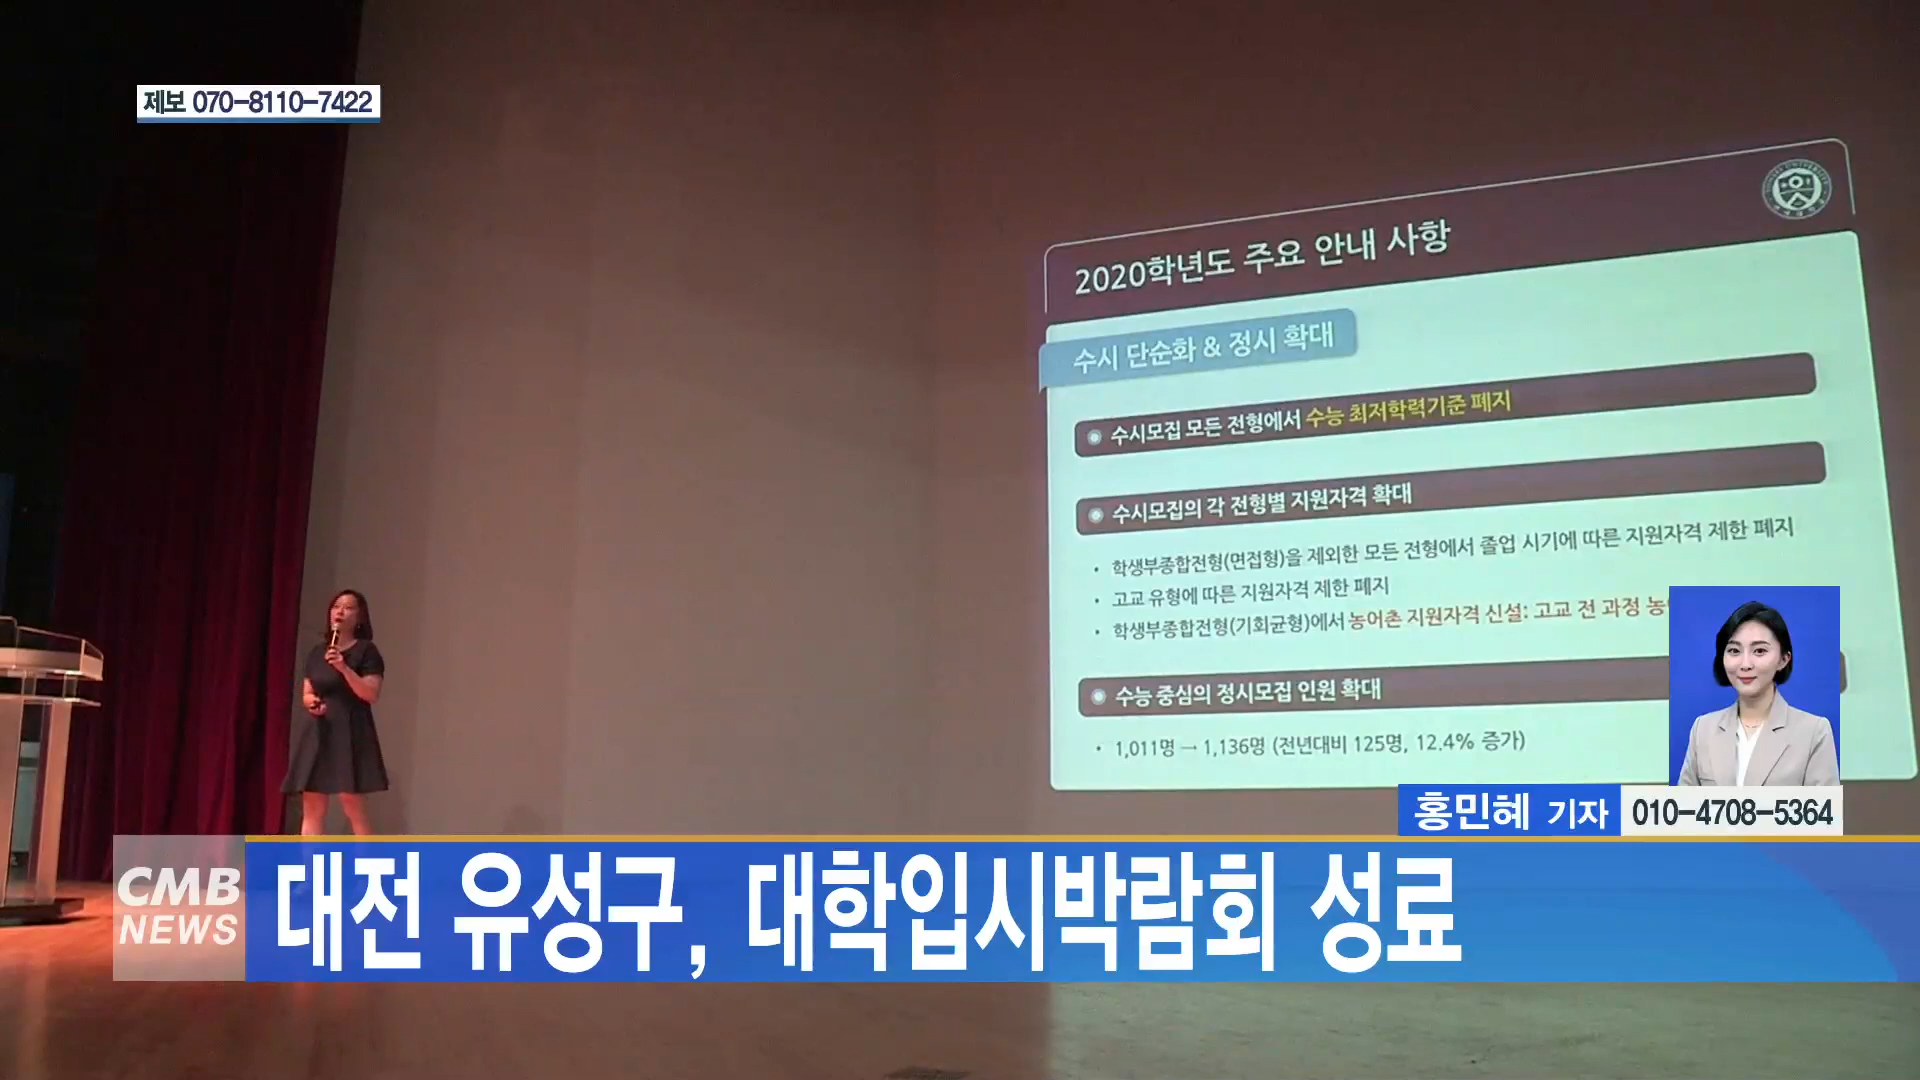 제보 070-8110-7422
2020학년도 주요 안내 사항
수시 단순화 & 정시 확대
수시모집 모든 전형에서 수능 최저학력기준 폐지
수시모집의 각 전형별 지원자격 확대
• 학생부종합전형(면접형)을 제외한 모든 전형에서 졸업 시기에 따른 지원자격 제한 폐지
• 고교 유형에 따른 지원자격 제한 폐지
• 학생부종합전형(기회균형)에서 농어촌 지원자격 신설: 고교 전 과정
수능 중심의 정시모집 인원 확대
• 1,011명 → 1,136명 (전년대비 125명, 12.4% 증가)
홍민혜 기자 010-4708-5364
CMB NEWS
대전 유성구, 대학입시박람회 성료